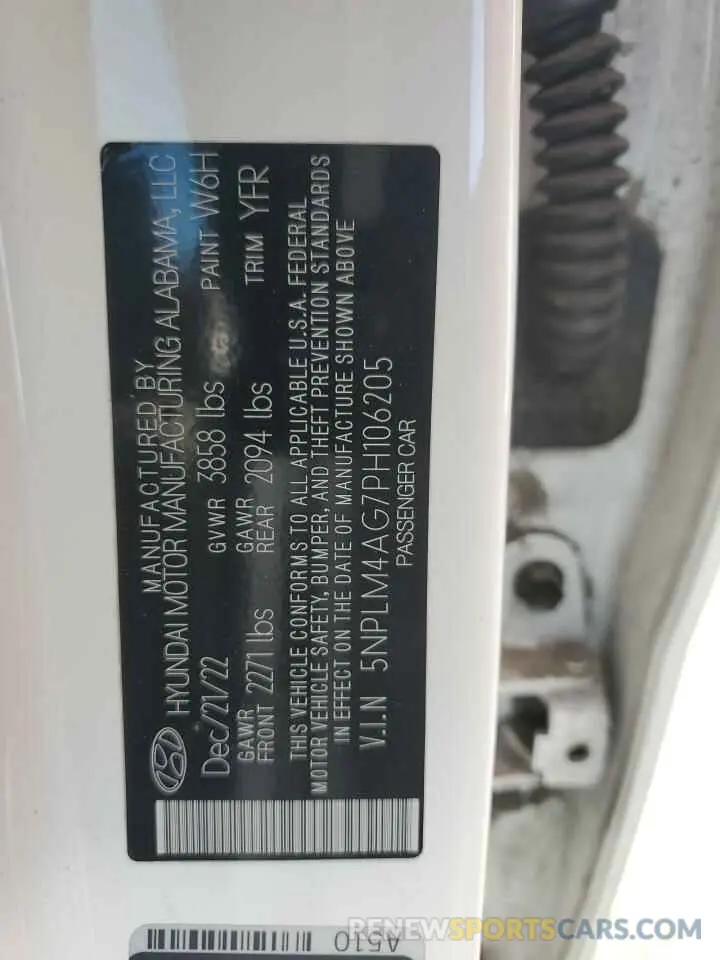 MANUFACTURED BY
HYUNDAI MOTOR MANUFACTURING ALABAMA, LLC
Dec/21/22 GVWR 3858 lbs PAINT W6H
GAWR FRONT 2271 lbs GAWR REAR 2094 lbs TRIM YFR
THIS VEHICLE CONFORMS TO ALL APPLICABLE U.S.A. FEDERAL
MOTOR VEHICLE SAFETY, BUMPER, AND THEFT PREVENTION STANDARDS
IN EFFECT ON THE DATE OF MANUFACTURE SHOWN ABOVE
V.I.N 5NPLM4AG7PH106205
PASSENGER CAR
A510
RENEWSPORTSCARS.COM